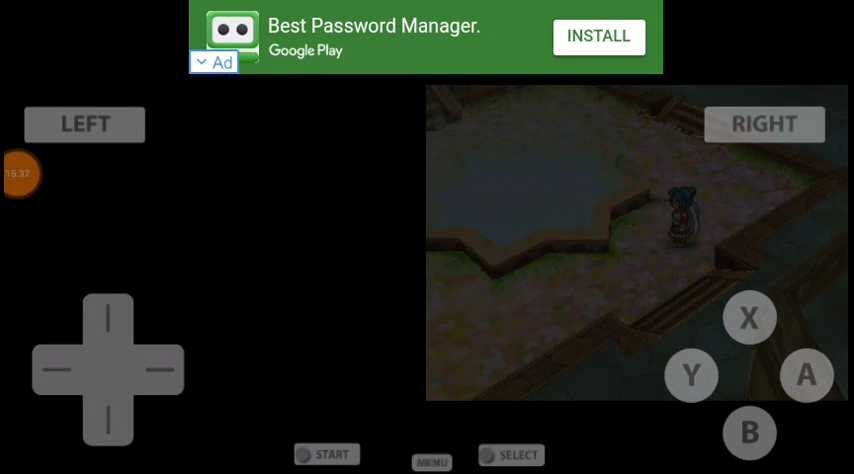 Best Password Manager.
Google Play
INSTALL
Ad
LEFT
RIGHT
15.37
X
Y
A
B
START
MENU
SELECT